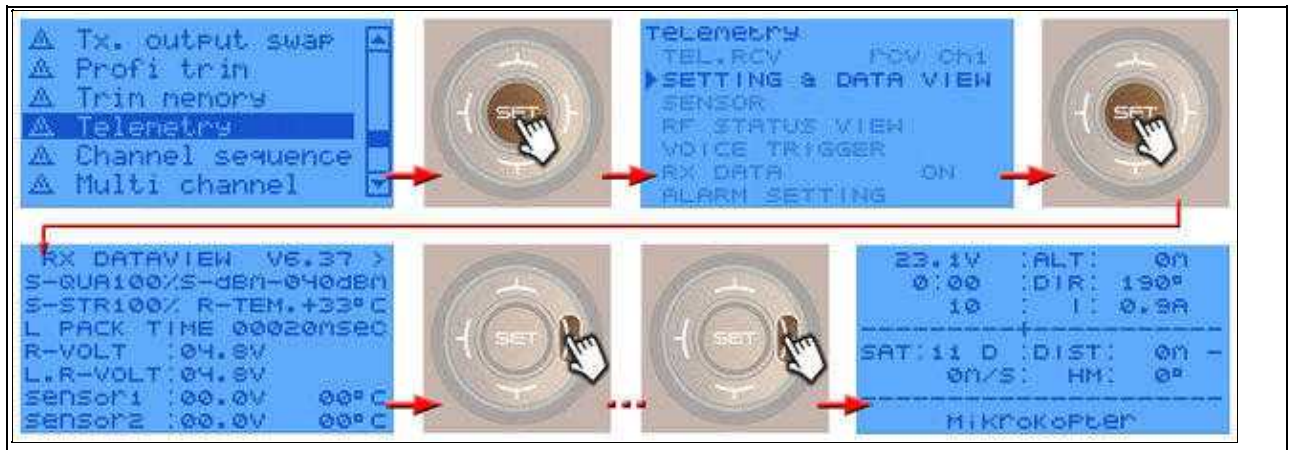 Tx. output swap
Profi trim
Trim memory
Telemetry
Channel sequence
Multi channel
SET
Telemetry
TEL.RCV RCV Ch1
SETTING & DATA VIEW
SENSOR
RF STATUS VIEW
VOICE TRIGGER
RX DATA ON
ALARM SETTING
SET
RX DATAVIEW V6.37 >
S-QUA100%S-dBm-040dBm
S-STR100% R-TEM.+33°C
L PACK TIME 00020msec
R-VOLT :04.8V
L.R-VOLT:04.8V
Sensor1 :00.0V 00°C
Sensor2 :00.0V 00°C
SET
SET
23.1V :ALT: 0m
0:00 :DIR: 190°
10 : I: 0.9A
SAT:11 D :DIST: 0m -
0m/S: HM: 0°
MikroKopter